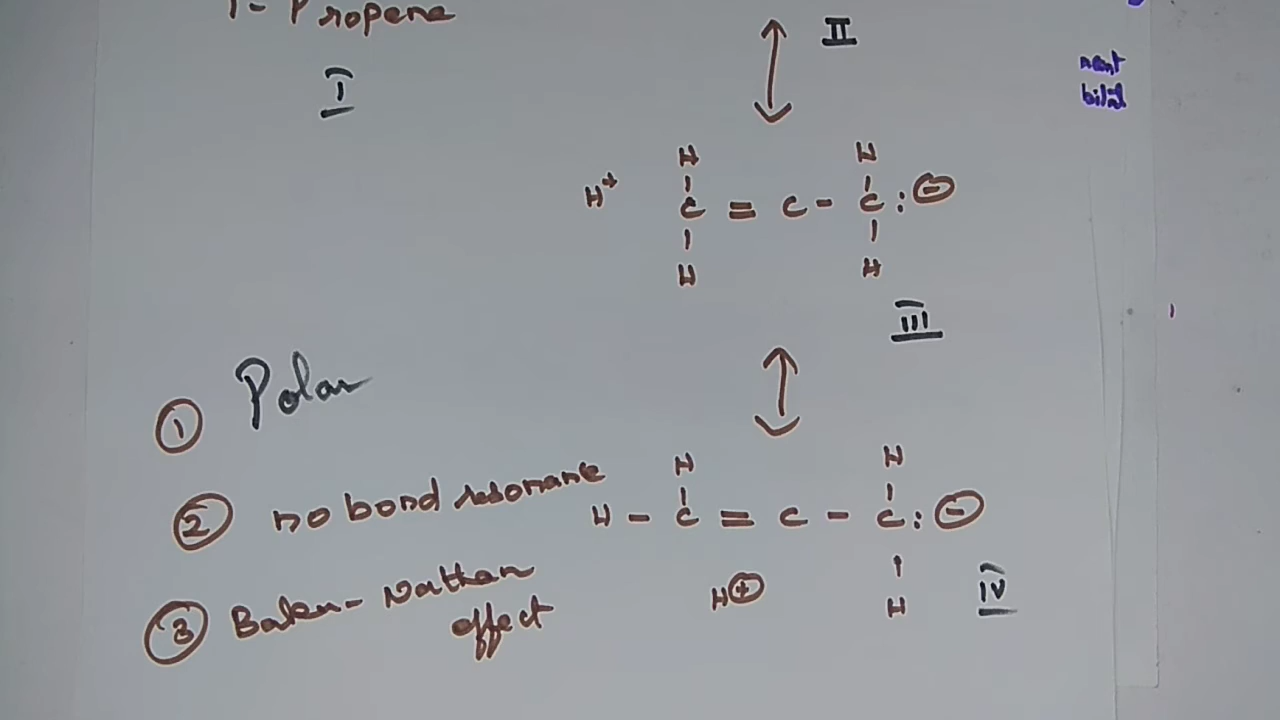 1- Propene
I
II
H
H
H+
C = C - C : -
H
H
III
① Polar
H
H
② no bond resonance
H - C = C - C : -
③ Baker-Nathan
effect
H +
H
IV